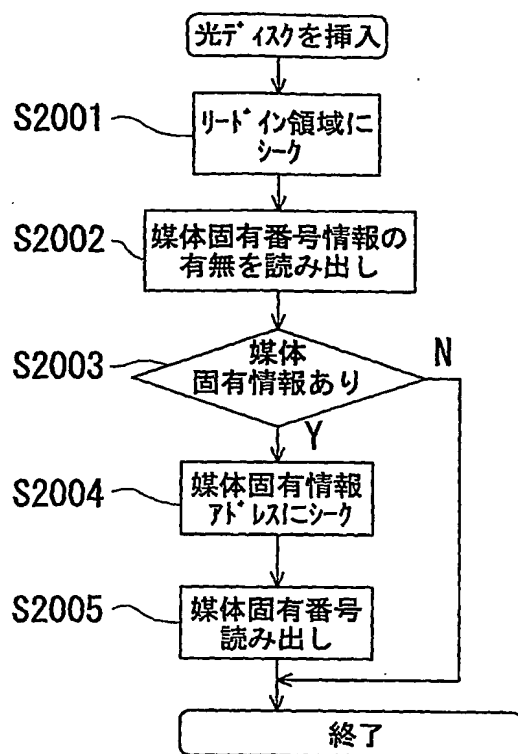 光ディスクを挿入
S2001
リードイン領域に
シーク
S2002
媒体固有番号情報の
有無を読み出し
S2003
媒体
固有情報あり
N
Y
S2004
媒体固有情報
アドレスにシーク
S2005
媒体固有番号
読み出し
終了